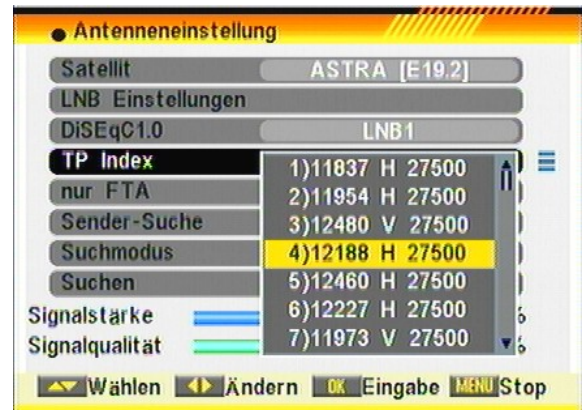 Antenneneinstellung
Satellit ASTRA [E19.2]
LNB Einstellungen
DiSEqC1.0 LNB1
TP Index
nur FTA
Sender-Suche
Suchmodus
Suchen
1)11837 H 27500
2)11954 H 27500
3)12480 V 27500
4)12188 H 27500
5)12460 H 27500
6)12227 H 27500
7)11973 V 27500
Signalstärke %
Signalqualität %
Wählen Ändern OK Eingabe MENU Stop